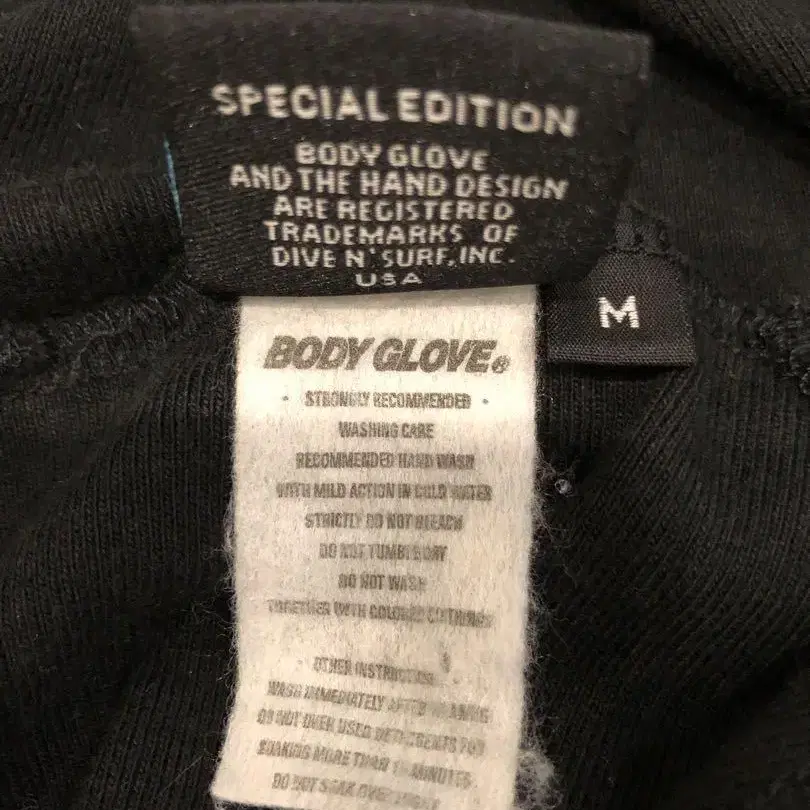 SPECIAL EDITION
BODY GLOVE
AND THE HAND DESIGN
ARE REGISTERED
TRADEMARKS OF
DIVE N' SURF, INC.
USA
M
BODY GLOVE®
• STRONGLY RECOMMENDED •
WASHING CARE
RECOMMENDED HAND WASH
WITH MILD ACTION IN COLD WATER
STRICTLY DO NOT BLEACH
DO NOT TUMBLE DRY
DO NOT WASH
TOGETHER WITH COLORED CLOTHINGS
OTHER INSTRUCTIONS
WASH IMMEDIATELY AFTER
DO NOT OVER USED DETERGENTS FOR
SOAKING MORE THAN MINUTES
DO NOT SOAK